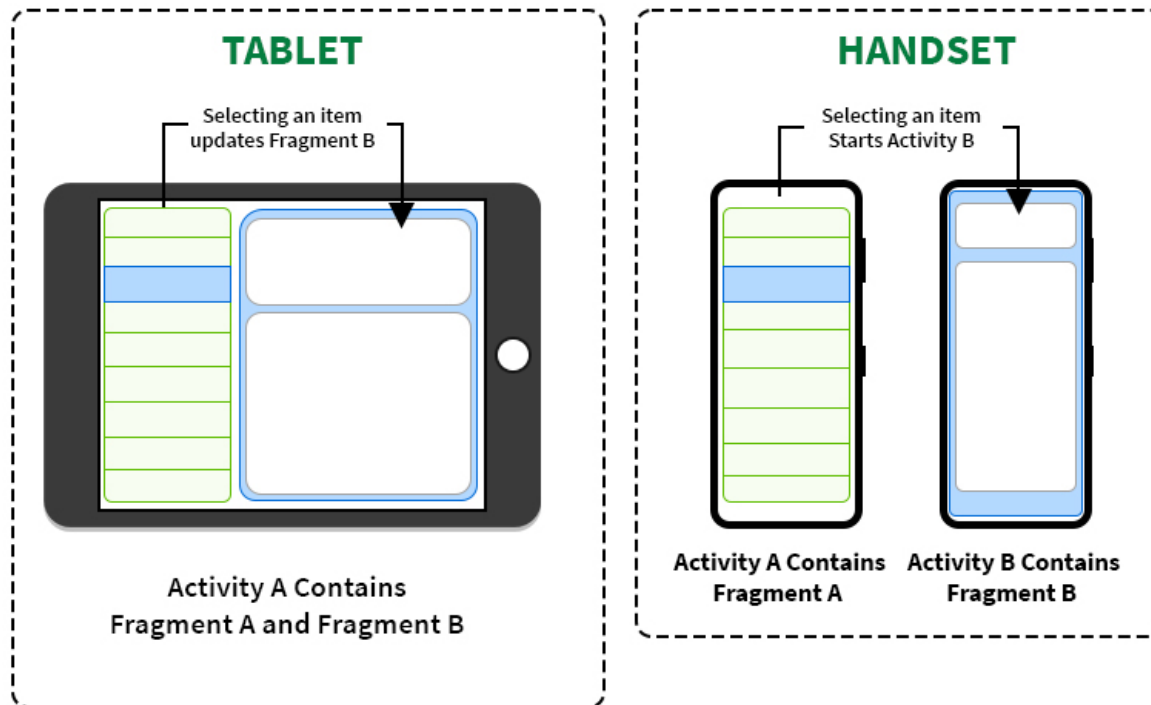 TABLET
Selecting an item
updates Fragment B
Activity A Contains
Fragment A and Fragment B
HANDSET
Selecting an item
Starts Activity B
Activity A Contains
Fragment A
Activity B Contains
Fragment B